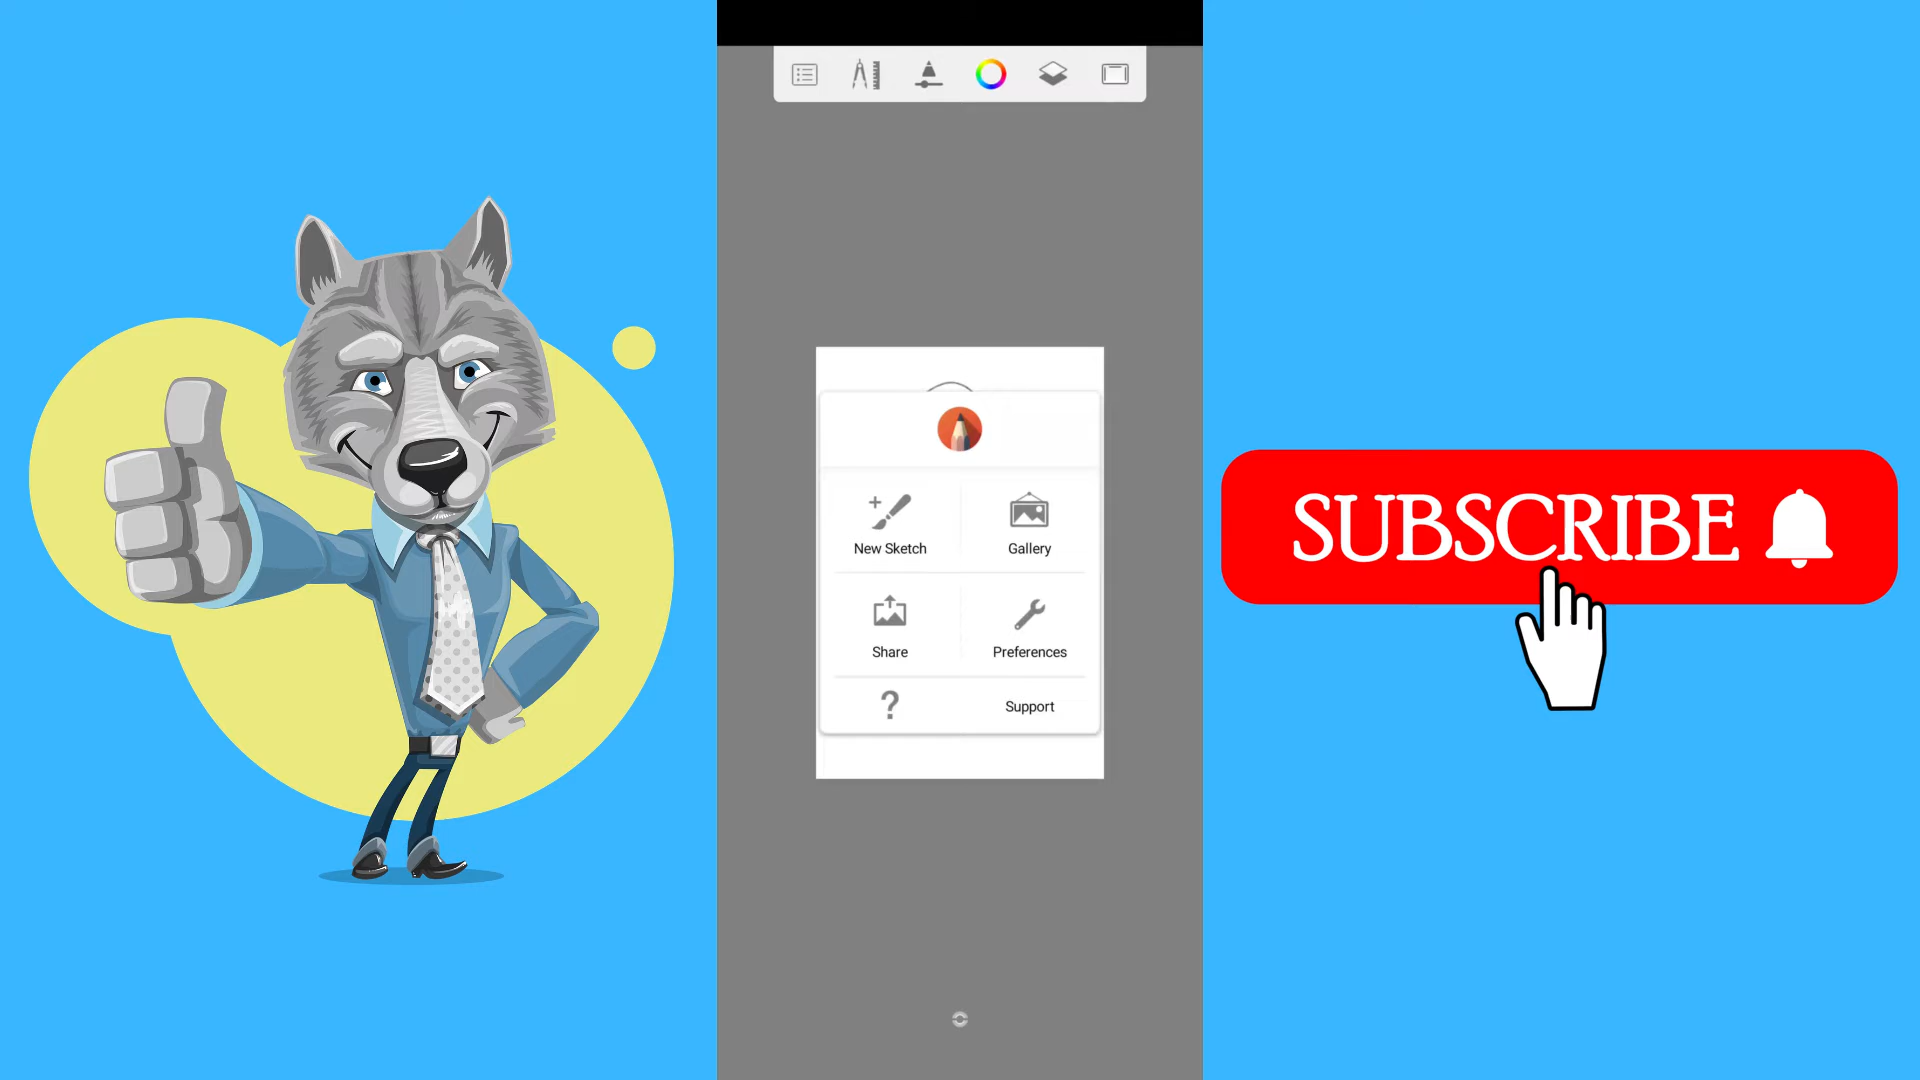 New Sketch
Gallery
Share
Preferences
?
Support
SUBSCRIBE